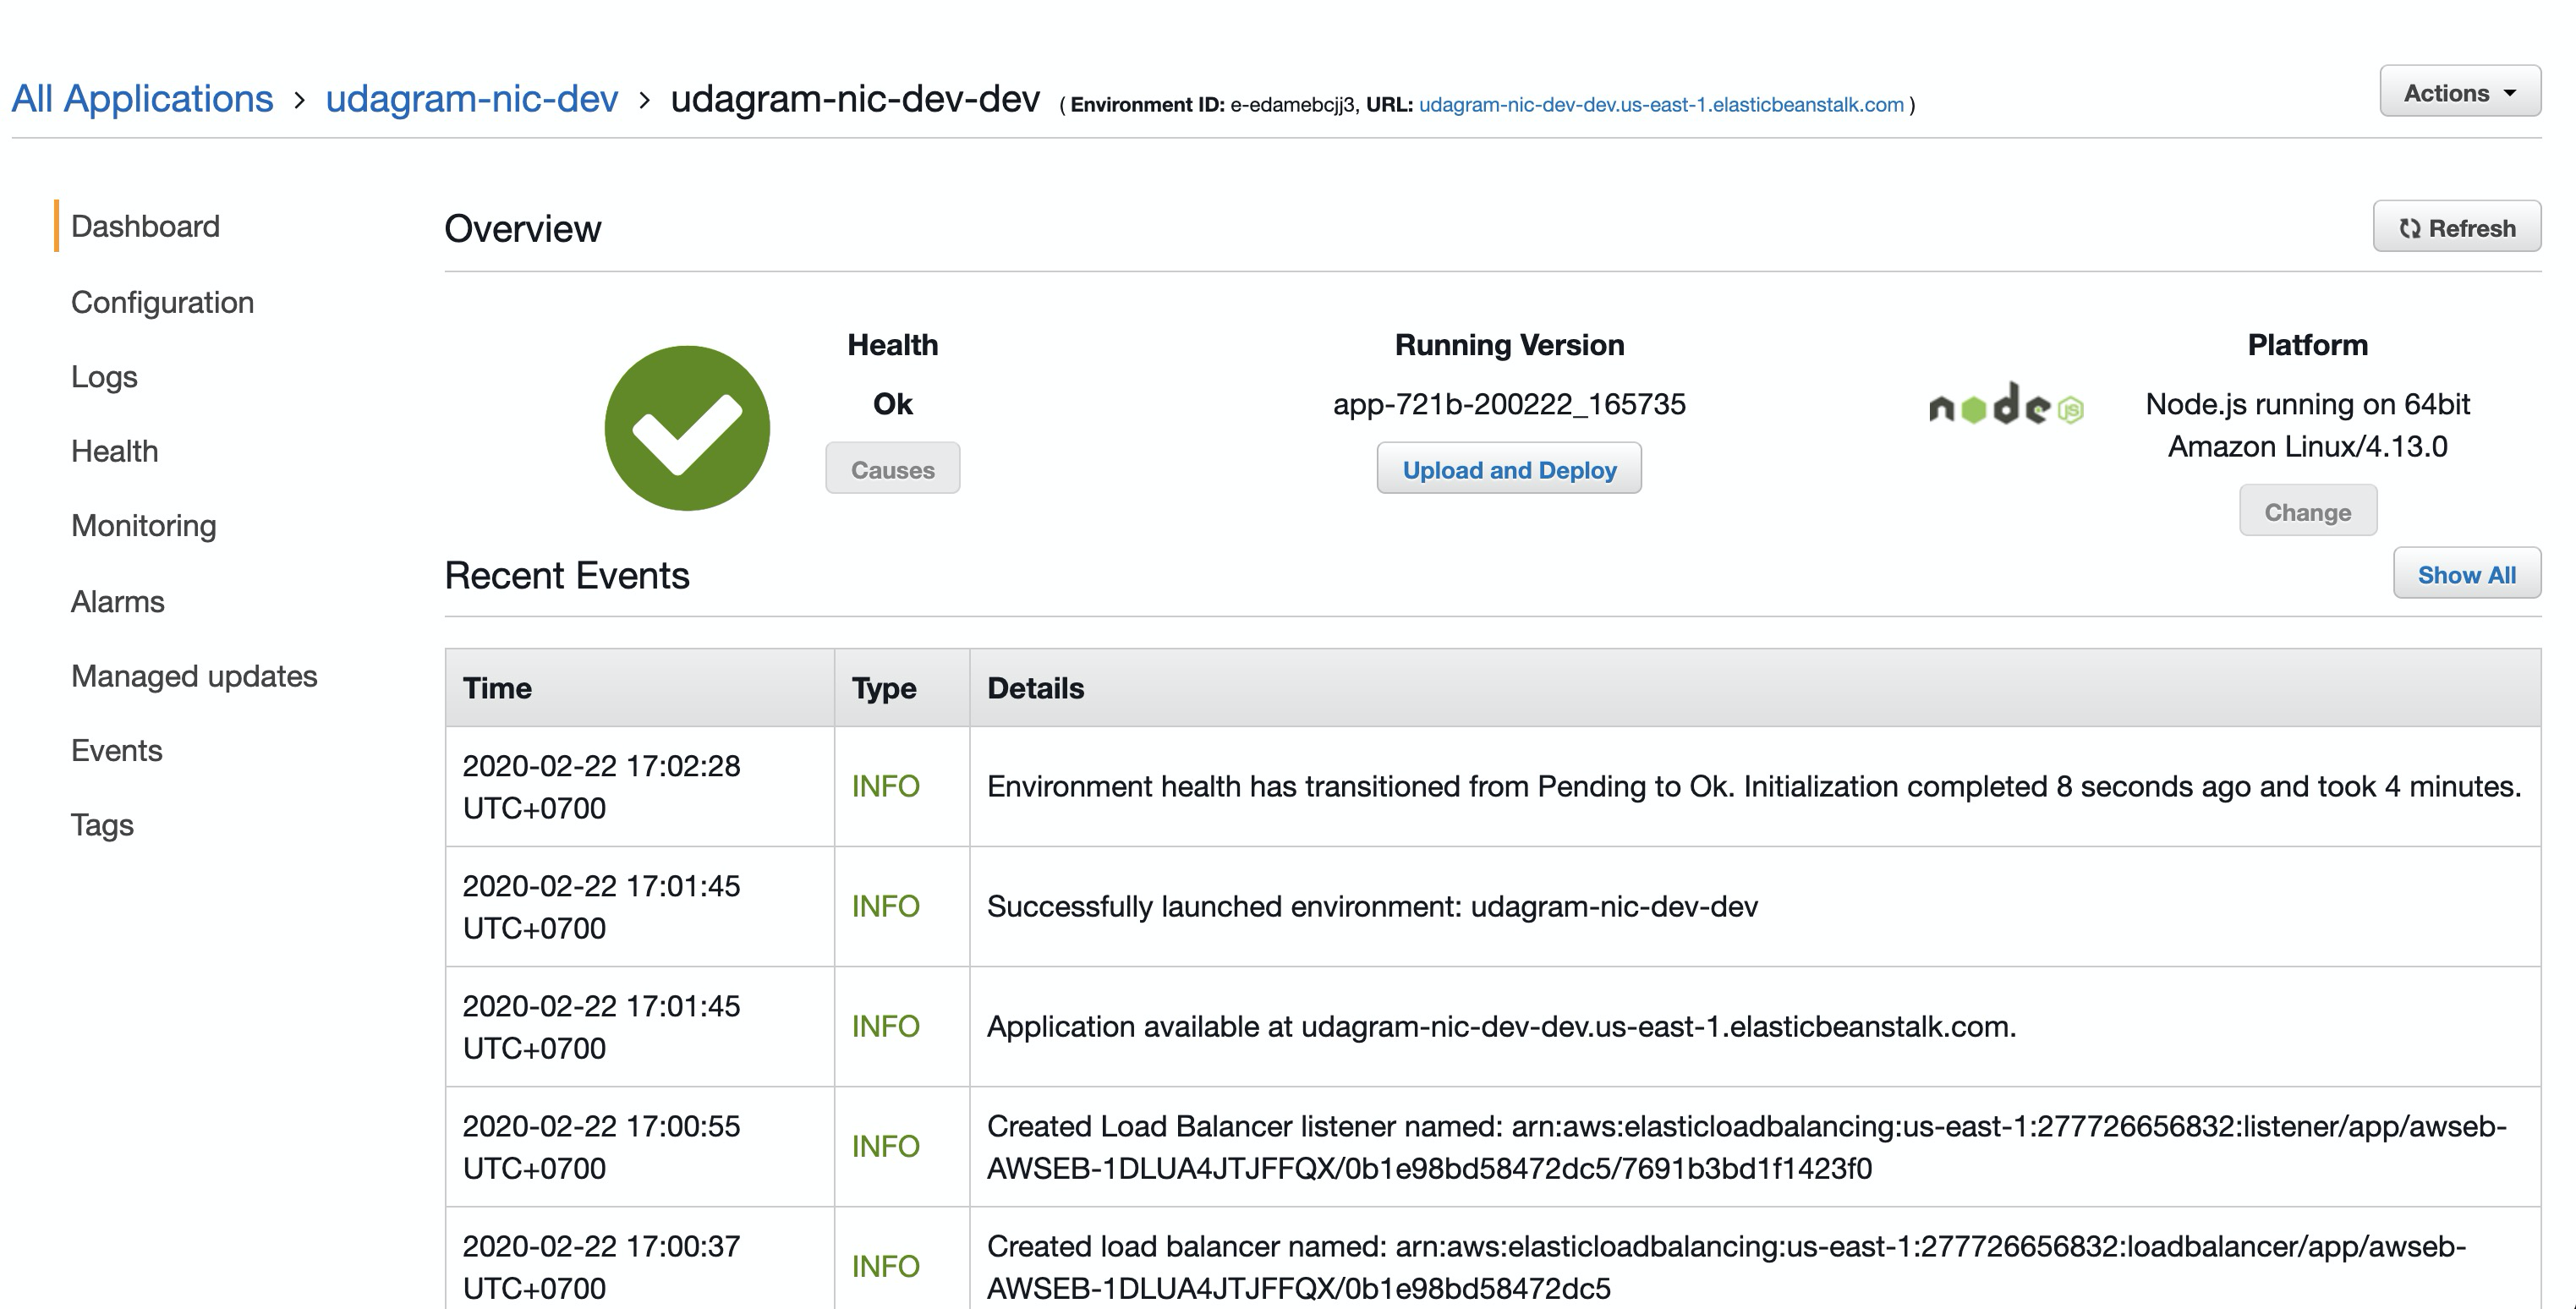 All Applications > udagram-nic-dev > udagram-nic-dev-dev ( Environment ID: e-edamebcjj3, URL: udagram-nic-dev-dev.us-east-1.elasticbeanstalk.com )
Actions
Dashboard
Configuration
Logs
Health
Monitoring
Alarms
Managed updates
Events
Tags
Overview
Refresh
Health
Ok
Causes
Running Version
app-721b-200222_165735
Upload and Deploy
node JS
Platform
Node.js running on 64bit
Amazon Linux/4.13.0
Change
Recent Events
Show All
Time Type Details
2020-02-22 17:02:28
UTC+0700
INFO
Environment health has transitioned from Pending to Ok. Initialization completed 8 seconds ago and took 4 minutes.
2020-02-22 17:01:45
UTC+0700
INFO
Successfully launched environment: udagram-nic-dev-dev
2020-02-22 17:01:45
UTC+0700
INFO
Application available at udagram-nic-dev-dev.us-east-1.elasticbeanstalk.com.
2020-02-22 17:00:55
UTC+0700
INFO
Created Load Balancer listener named: arn:aws:elasticloadbalancing:us-east-1:277726656832:listener/app/awseb-
AWSEB-1DLUA4JTJFFQX/0b1e98bd58472dc5/7691b3bd1f1423f0
2020-02-22 17:00:37
UTC+0700
INFO
Created load balancer named: arn:aws:elasticloadbalancing:us-east-1:277726656832:loadbalancer/app/awseb-
AWSEB-1DLUA4JTJFFQX/0b1e98bd58472dc5